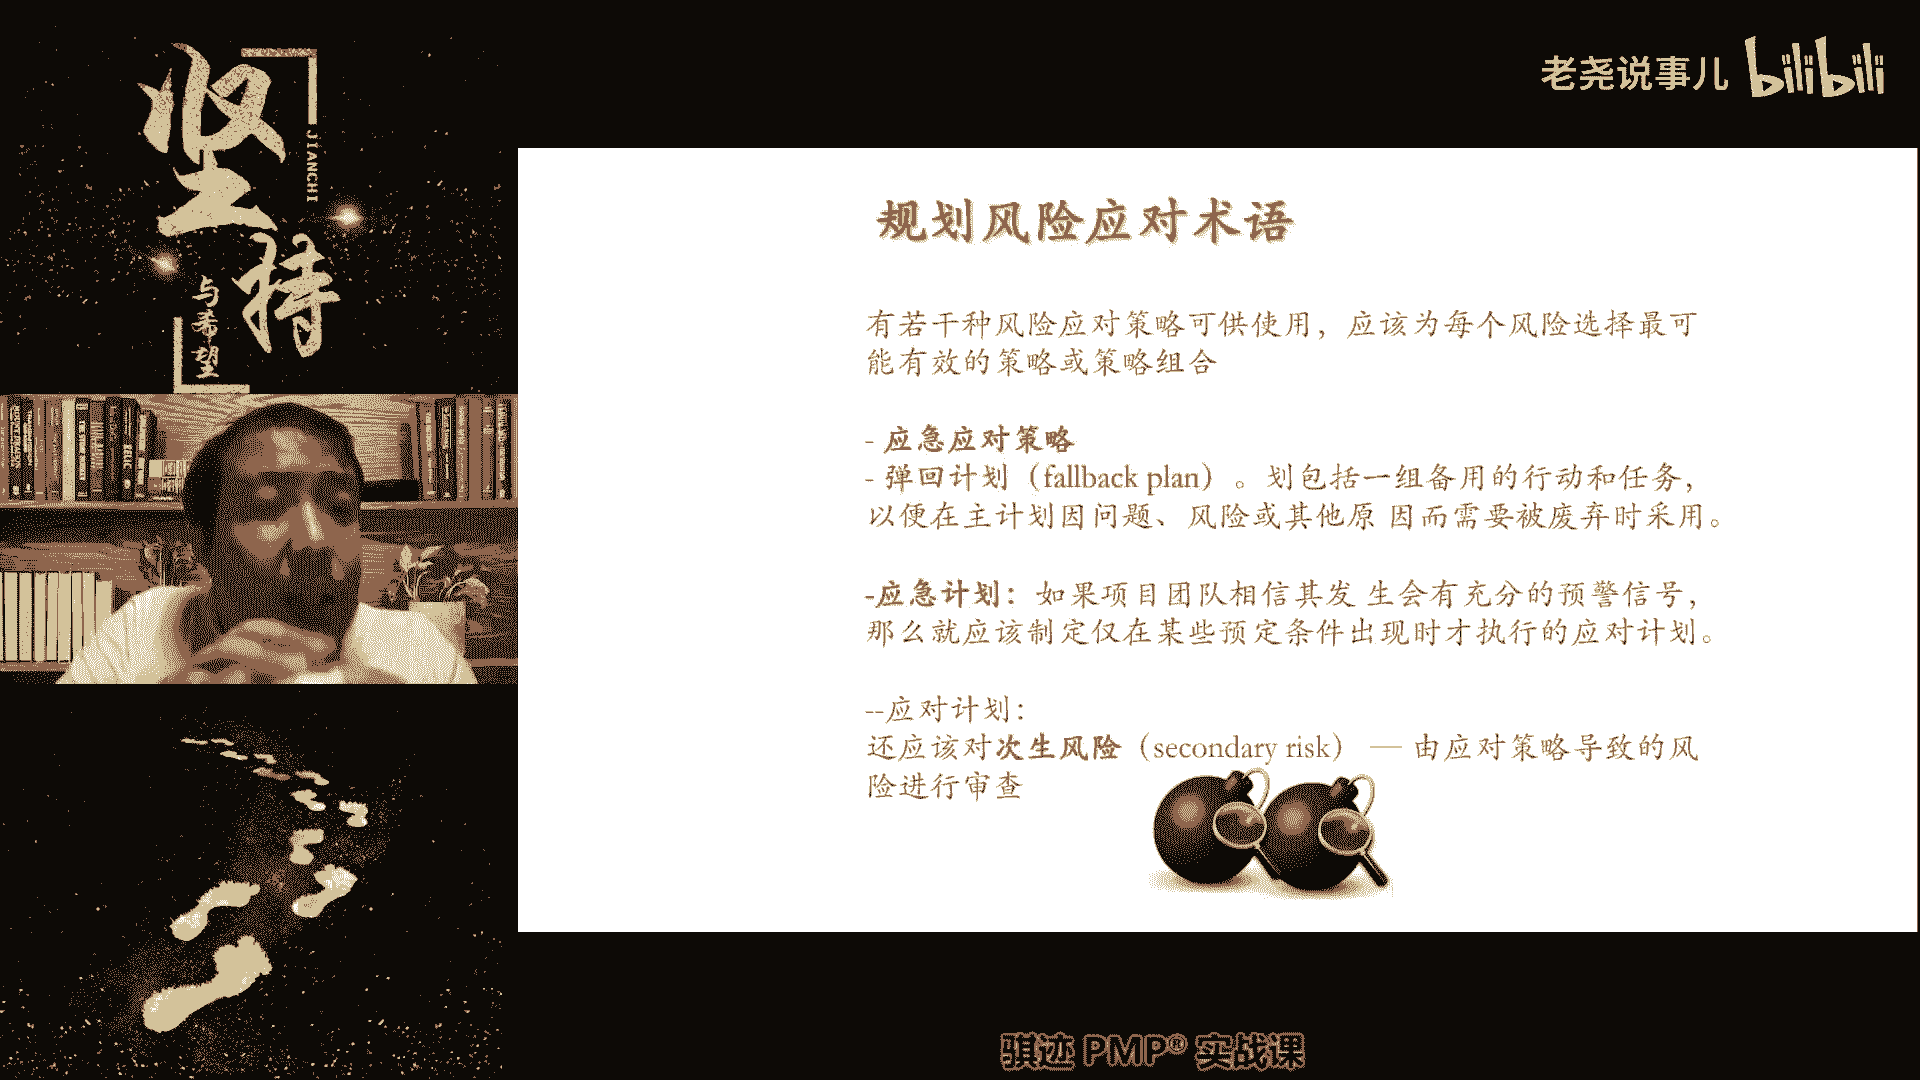 坚持
JIANCHI
与希望
老尧说事儿 bilibili
规划风险应对术语
有若干种风险应对策略可供使用，应该为每个风险选择最可
能有效的策略或策略组合
- 应急应对策略
- 弹回计划（fallback plan）。划包括一组备用的行动和任务，
以便在主计划因问题、风险或其他原 因而需要被废弃时采用。
-应急计划：如果项目团队相信其发 生会有充分的预警信号，
那么就应该制定仅在某些预定条件出现时才执行的应对计划。
--应对计划：
还应该对次生风险（secondary risk） — 由应对策略导致的风
险进行审查
骐迹 PMP® 实战课